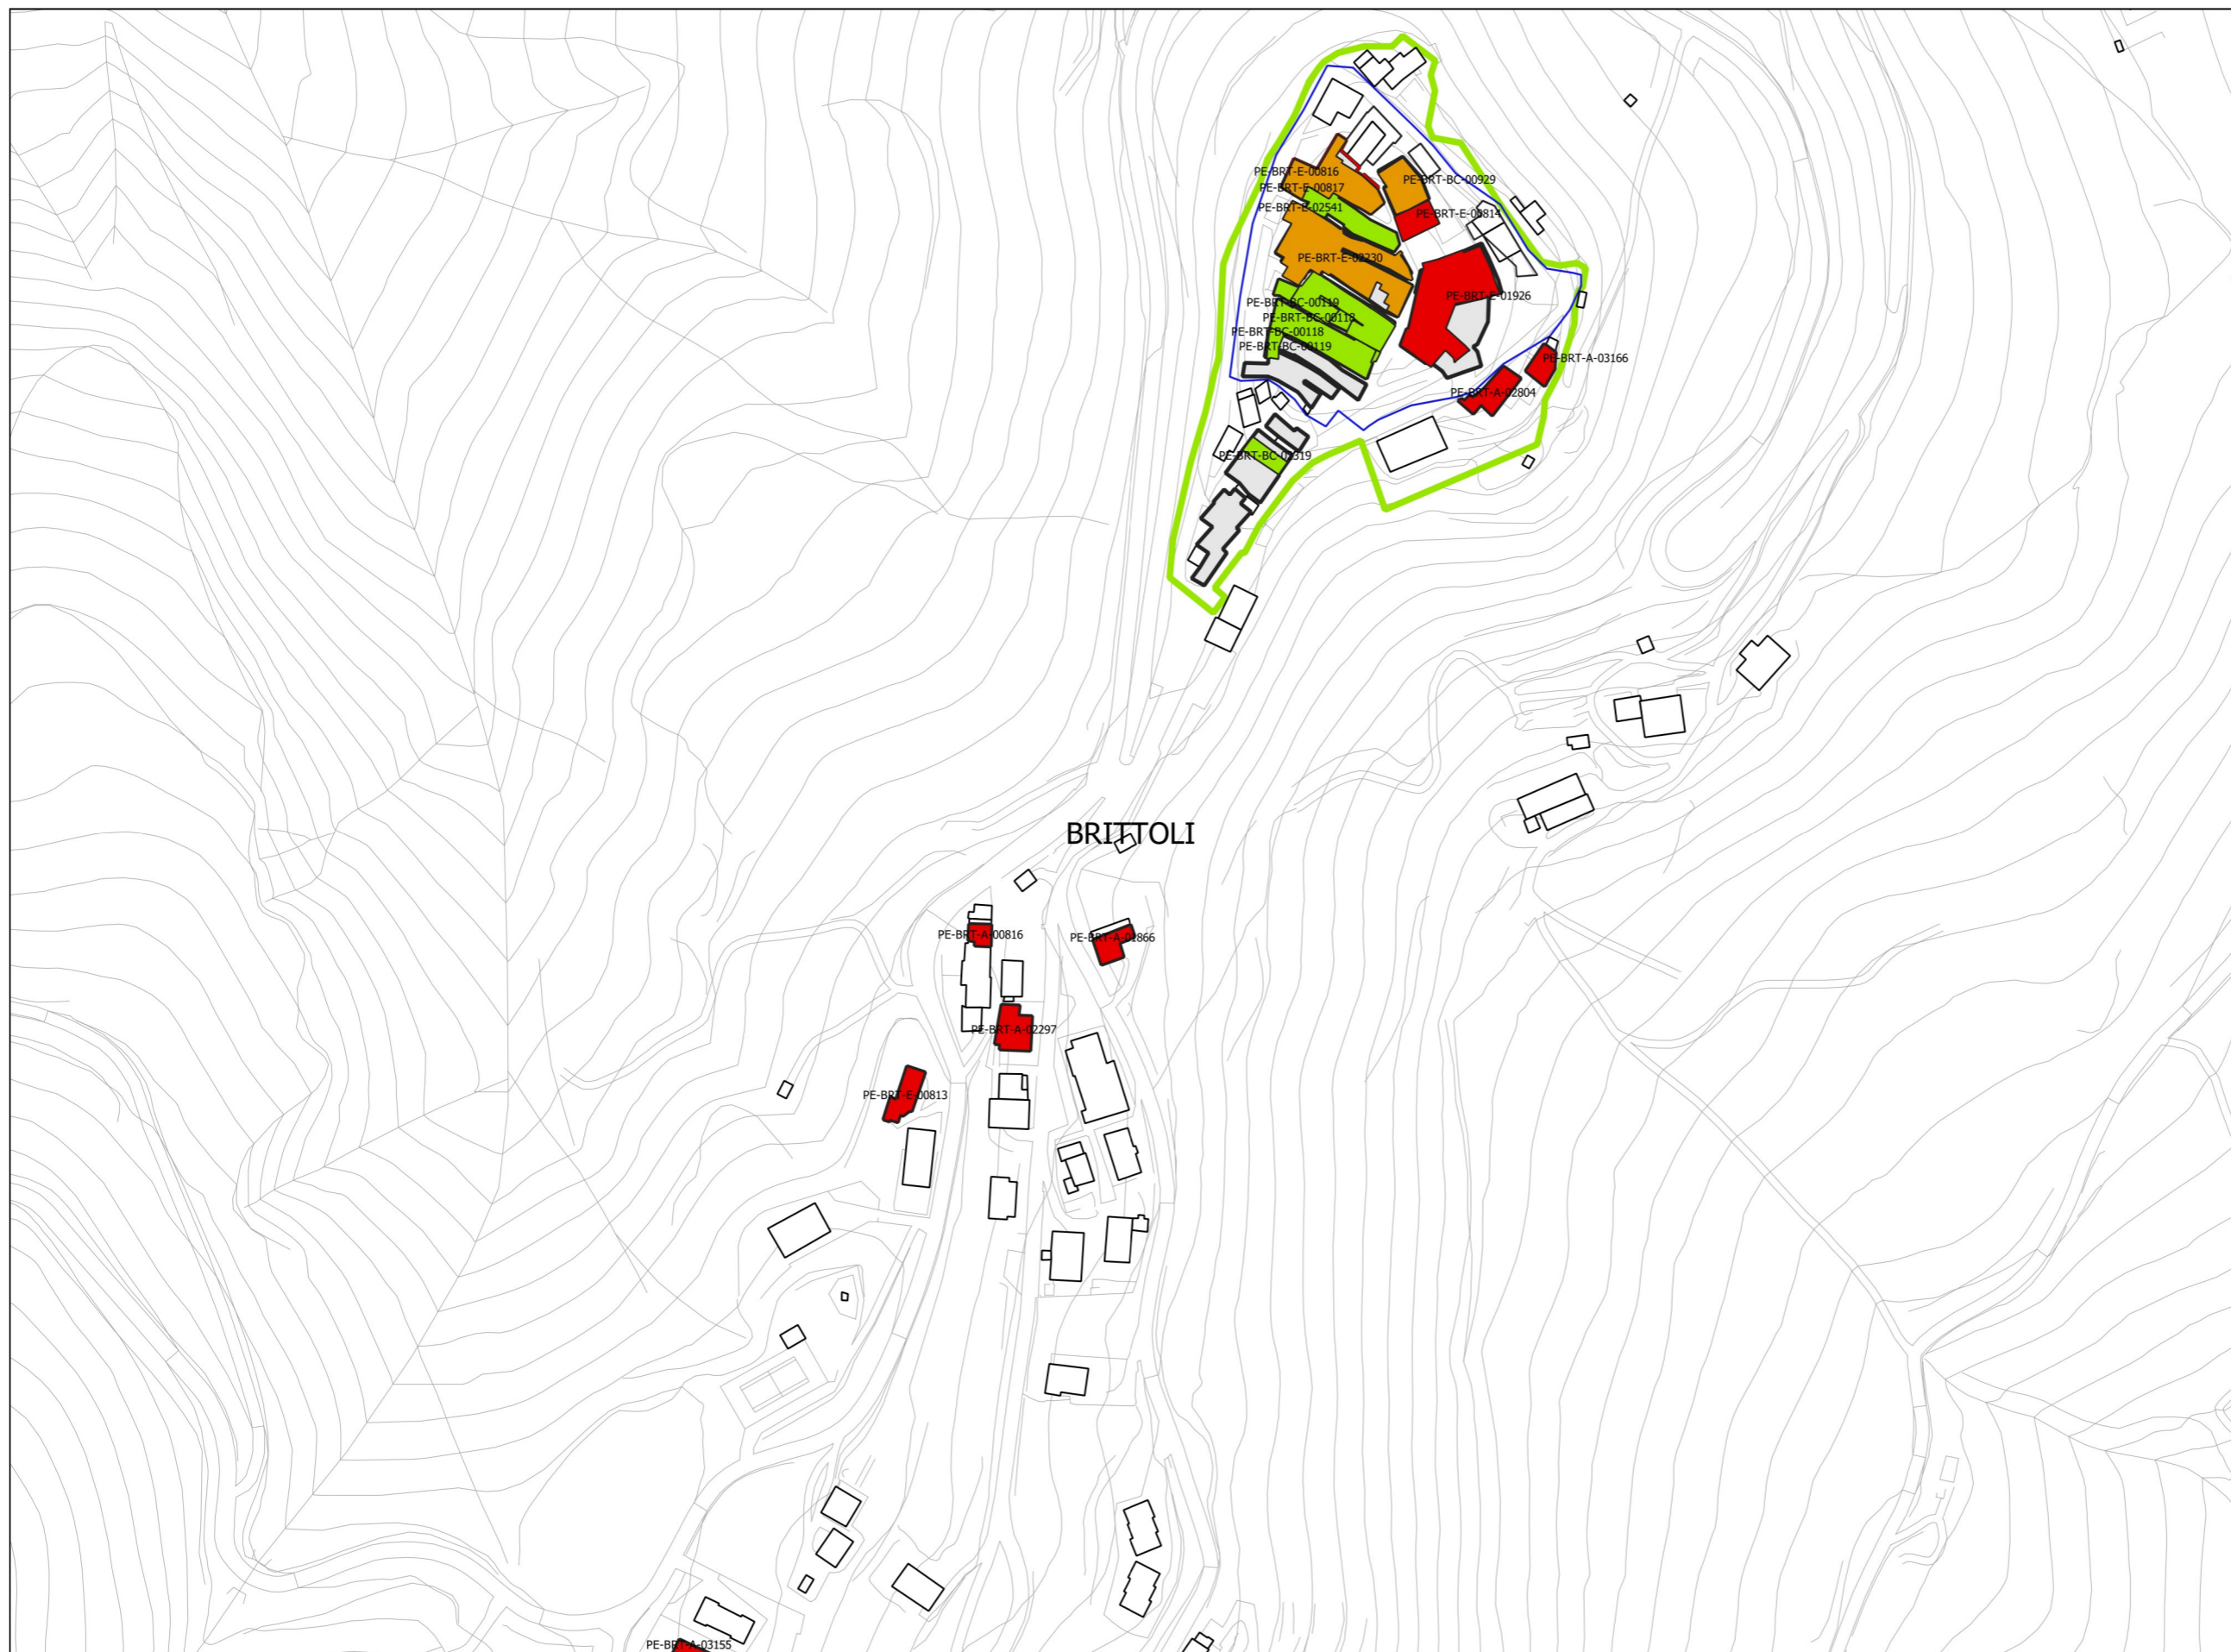 PE-BRT-E-00816
PE-BRT-BC-00929
PE-BRT-E-00817
PE-BRT-E-02541
PE-BRT-E-00814
PE-BRT-E-02230
PE-BRT-E-01926
PE-BRT-BC-00119
PE-BRT-BC-00118
PE-BRT-BC-00118
PE-BRT-BC-00119
PE-BRT-A-03166
PE-BRT-A-02804
BRITTOLI
PE-BRT-A-00816
PE-BRT-A-01866
PE-BRT-A-02297
PE-BRT-E-00813
PE-BRT-A-03155